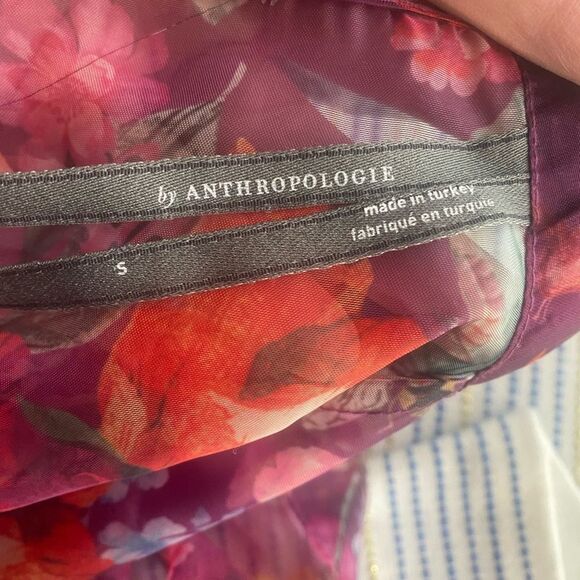 by ANTHROPOLOGIE
made in turkey
fabriqué en turquie
S